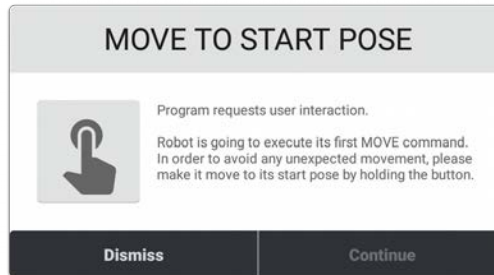 MOVE TO START POSE
Program requests user interaction.
Robot is going to execute its first MOVE command.
In order to avoid any unexpected movement, please
make it move to its start pose by holding the button.
Dismiss
Continue